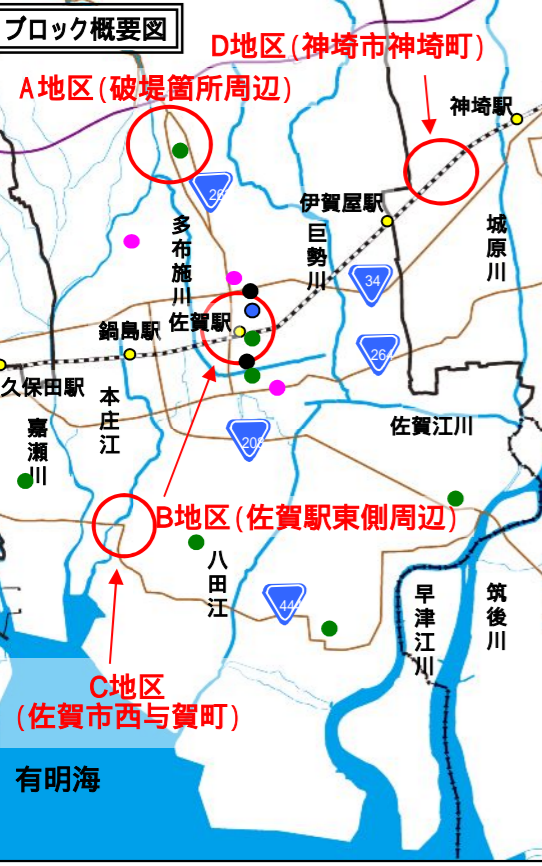 ブロック概要図
D地区(神埼市神埼町)
A地区(破堤箇所周辺)
神埼駅
伊賀屋駅
多布施川
巨勢川
城原川
34
佐賀駅
鍋島駅
264
久保田駅
本庄江
嘉瀬川
佐賀江川
208
B地区(佐賀駅東側周辺)
八田江
444
早津江川
筑後川
C地区
(佐賀市西与賀町)
有明海